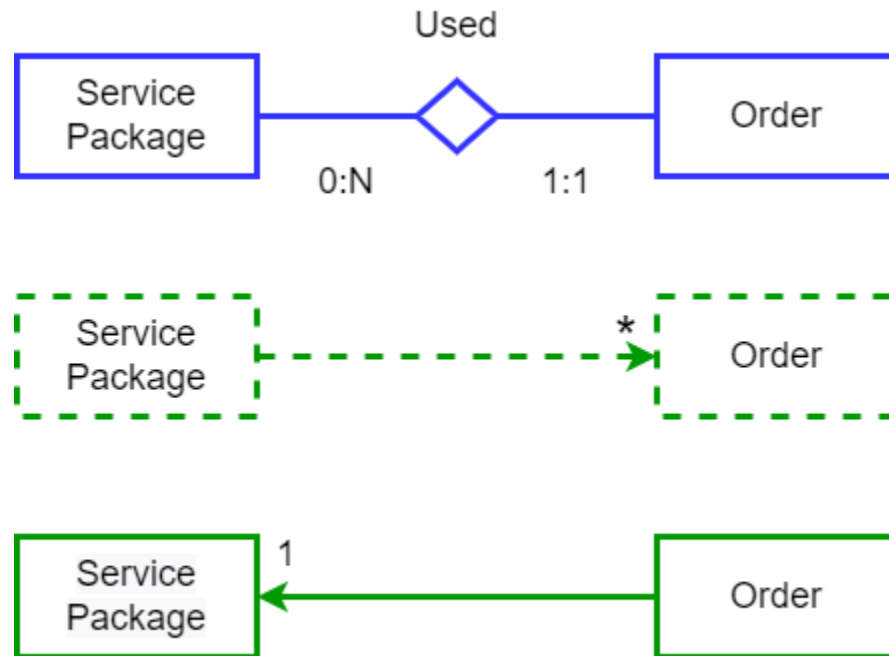 Used
Service
Package
Order
0:N
1:1
Service
Package
*
Order
Service
Package
1
Order